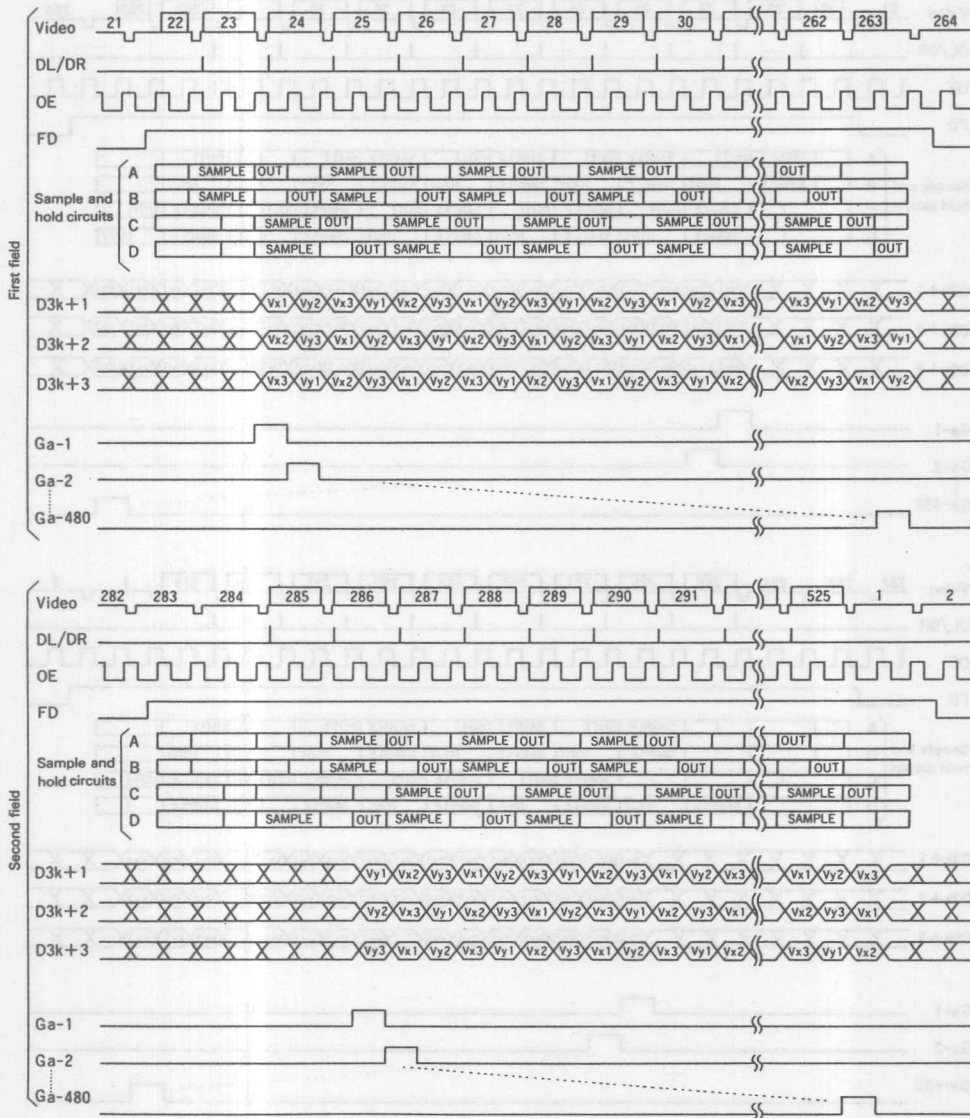 First field
Video 21 22 23 24 25 26 27 28 29 30 262 263 264
DL/DR
OE
FD
Sample and hold circuits
A SAMPLE OUT SAMPLE OUT SAMPLE OUT SAMPLE OUT OUT
B SAMPLE OUT SAMPLE OUT SAMPLE OUT SAMPLE OUT OUT
C SAMPLE OUT SAMPLE OUT SAMPLE OUT SAMPLE OUT SAMPLE OUT
D SAMPLE OUT SAMPLE OUT SAMPLE OUT SAMPLE OUT SAMPLE OUT
D3k+1 Vx1 Vy2 Vx3 Vy1 Vx2 Vy3 Vx1 Vy2 Vx3 Vy1 Vx2 Vy3 Vx1 Vy2 Vx3 Vx3 Vy1 Vx2 Vy3
D3k+2 Vx2 Vy3 Vx1 Vy2 Vx3 Vy1 Vx2 Vy3 Vx1 Vy2 Vx3 Vy1 Vx2 Vy3 Vx1 Vx1 Vy2 Vx3 Vy1
D3k+3 Vx3 Vy1 Vx2 Vy3 Vx1 Vy2 Vx3 Vy1 Vx2 Vy3 Vx1 Vy2 Vx3 Vy1 Vx2 Vx2 Vy3 Vx1 Vy2
Ga-1
Ga-2
Ga-480
Second field
Video 282 283 284 285 286 287 288 289 290 291 525 1 2
DL/DR
OE
FD
Sample and hold circuits
A SAMPLE OUT SAMPLE OUT SAMPLE OUT OUT
B SAMPLE OUT SAMPLE OUT SAMPLE OUT OUT
C SAMPLE OUT SAMPLE OUT SAMPLE OUT SAMPLE OUT
D SAMPLE OUT SAMPLE OUT SAMPLE OUT SAMPLE SAMPLE OUT
D3k+1 Vy1 Vx2 Vy3 Vx1 Vy2 Vx3 Vy1 Vx2 Vy3 Vx1 Vy2 Vx3 Vx1 Vy2 Vx3
D3k+2 Vy2 Vx3 Vy1 Vx2 Vy3 Vx1 Vy2 Vx3 Vy1 Vx2 Vy3 Vx1 Vx2 Vy3 Vx1
D3k+3 Vy3 Vx1 Vy2 Vx3 Vy1 Vx2 Vy3 Vx1 Vy2 Vx3 Vy1 Vx2 Vx3 Vy1 Vx2
Ga-1
Ga-2
Ga-480